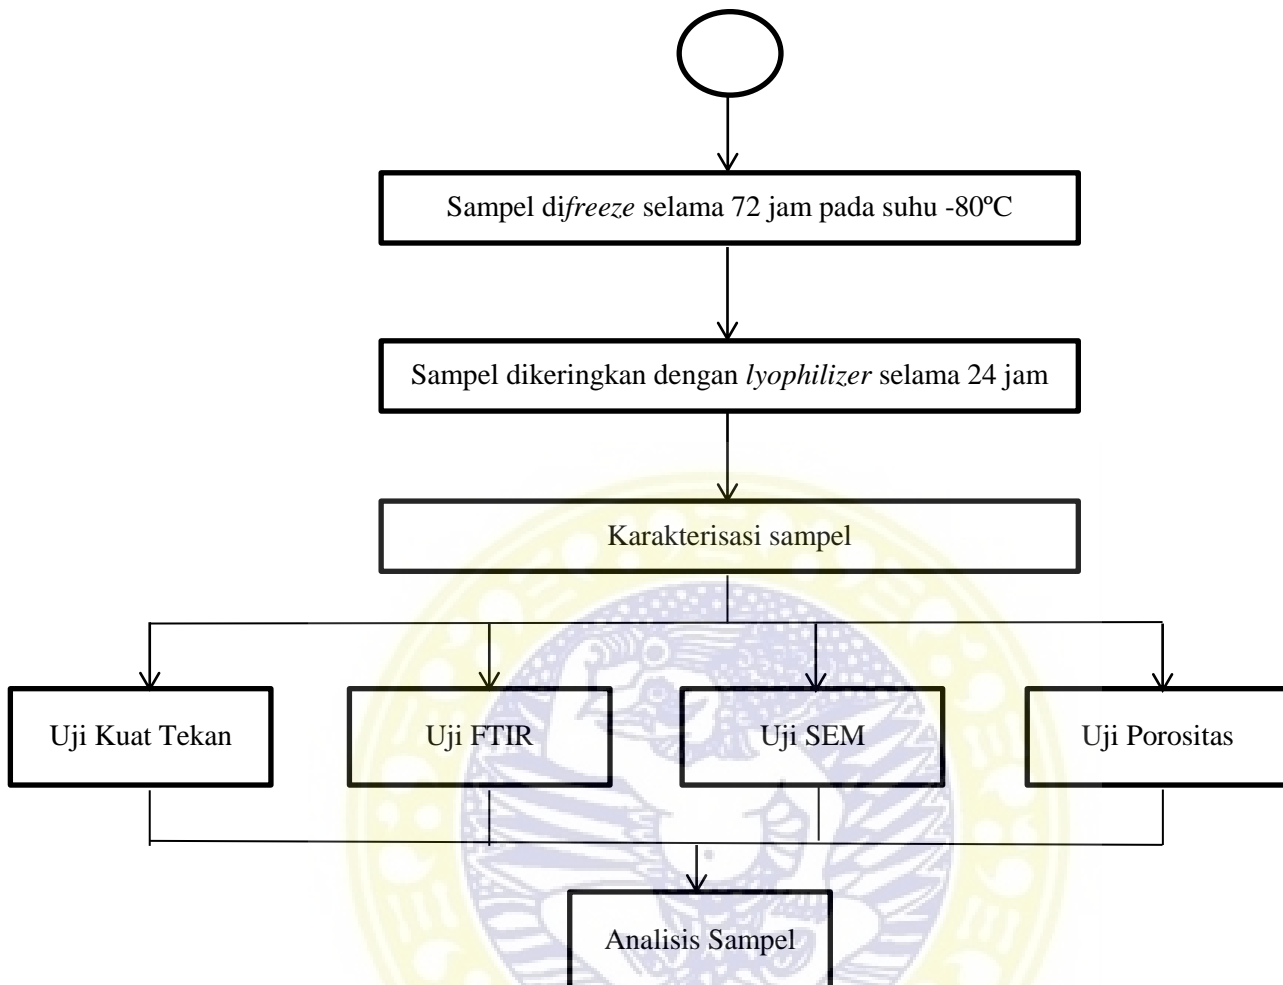 Sampel difreeze selama 72 jam pada suhu -80ºC
Sampel dikeringkan dengan lyophilizer selama 24 jam
Karakterisasi sampel
Uji Kuat Tekan
Uji FTIR
Uji SEM
Uji Porositas
Analisis Sampel